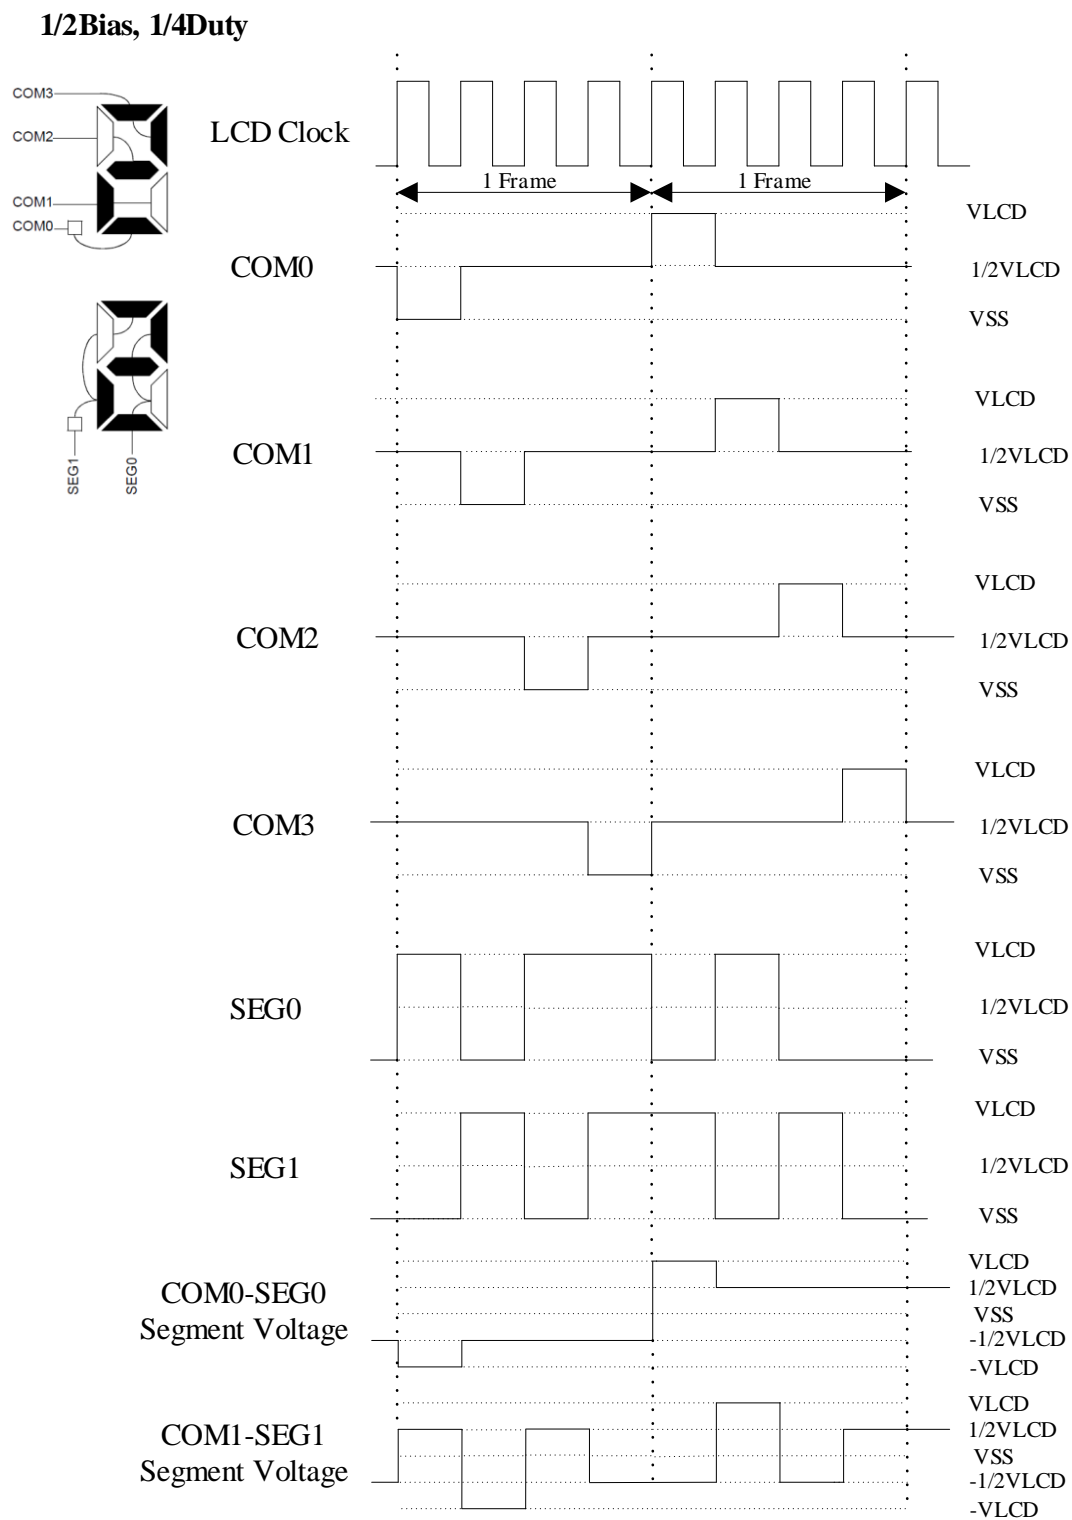 1/2Bias, 1/4Duty
COM3
COM2
COM1
COM0
SEG1
SEG0
LCD Clock
1 Frame
1 Frame
COM0
VLCD
1/2VLCD
VSS
COM1
VLCD
1/2VLCD
VSS
COM2
VLCD
1/2VLCD
VSS
COM3
VLCD
1/2VLCD
VSS
SEG0
VLCD
1/2VLCD
VSS
SEG1
VLCD
1/2VLCD
VSS
COM0-SEG0
Segment Voltage
VLCD
1/2VLCD
VSS
-1/2VLCD
-VLCD
COM1-SEG1
Segment Voltage
VLCD
1/2VLCD
VSS
-1/2VLCD
-VLCD